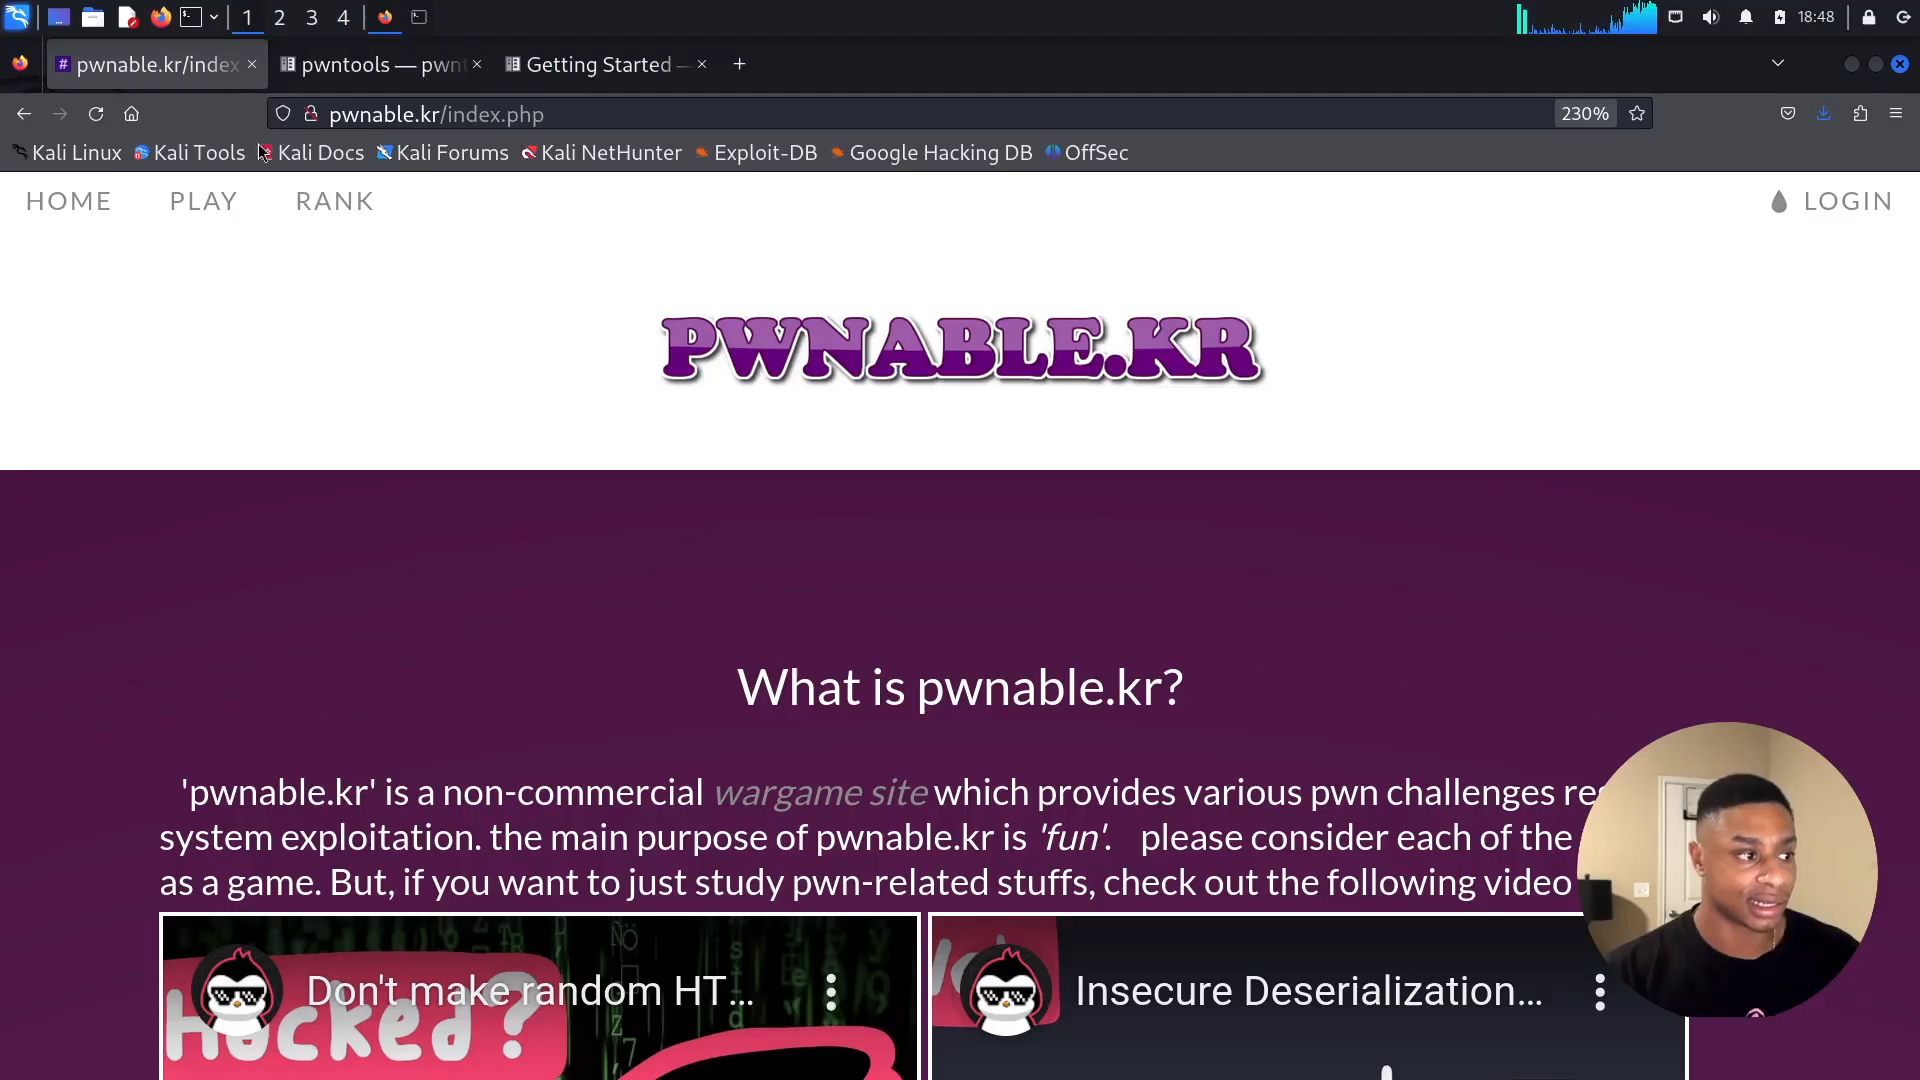 1 2 3 4 18:48
pwnable.kr/index pwntools — pwnt Getting Started —
pwnable.kr/index.php 230%
Kali Linux Kali Tools Kali Docs Kali Forums Kali NetHunter Exploit-DB Google Hacking DB OffSec
HOME PLAY RANK LOGIN
PWNABLE.KR
What is pwnable.kr?
'pwnable.kr' is a non-commercial wargame site which provides various pwn challenges reg
system exploitation. the main purpose of pwnable.kr is 'fun'. please consider each of the
as a game. But, if you want to just study pwn-related stuffs, check out the following video
Don't make random HT... Insecure Deserialization...
Hacked?